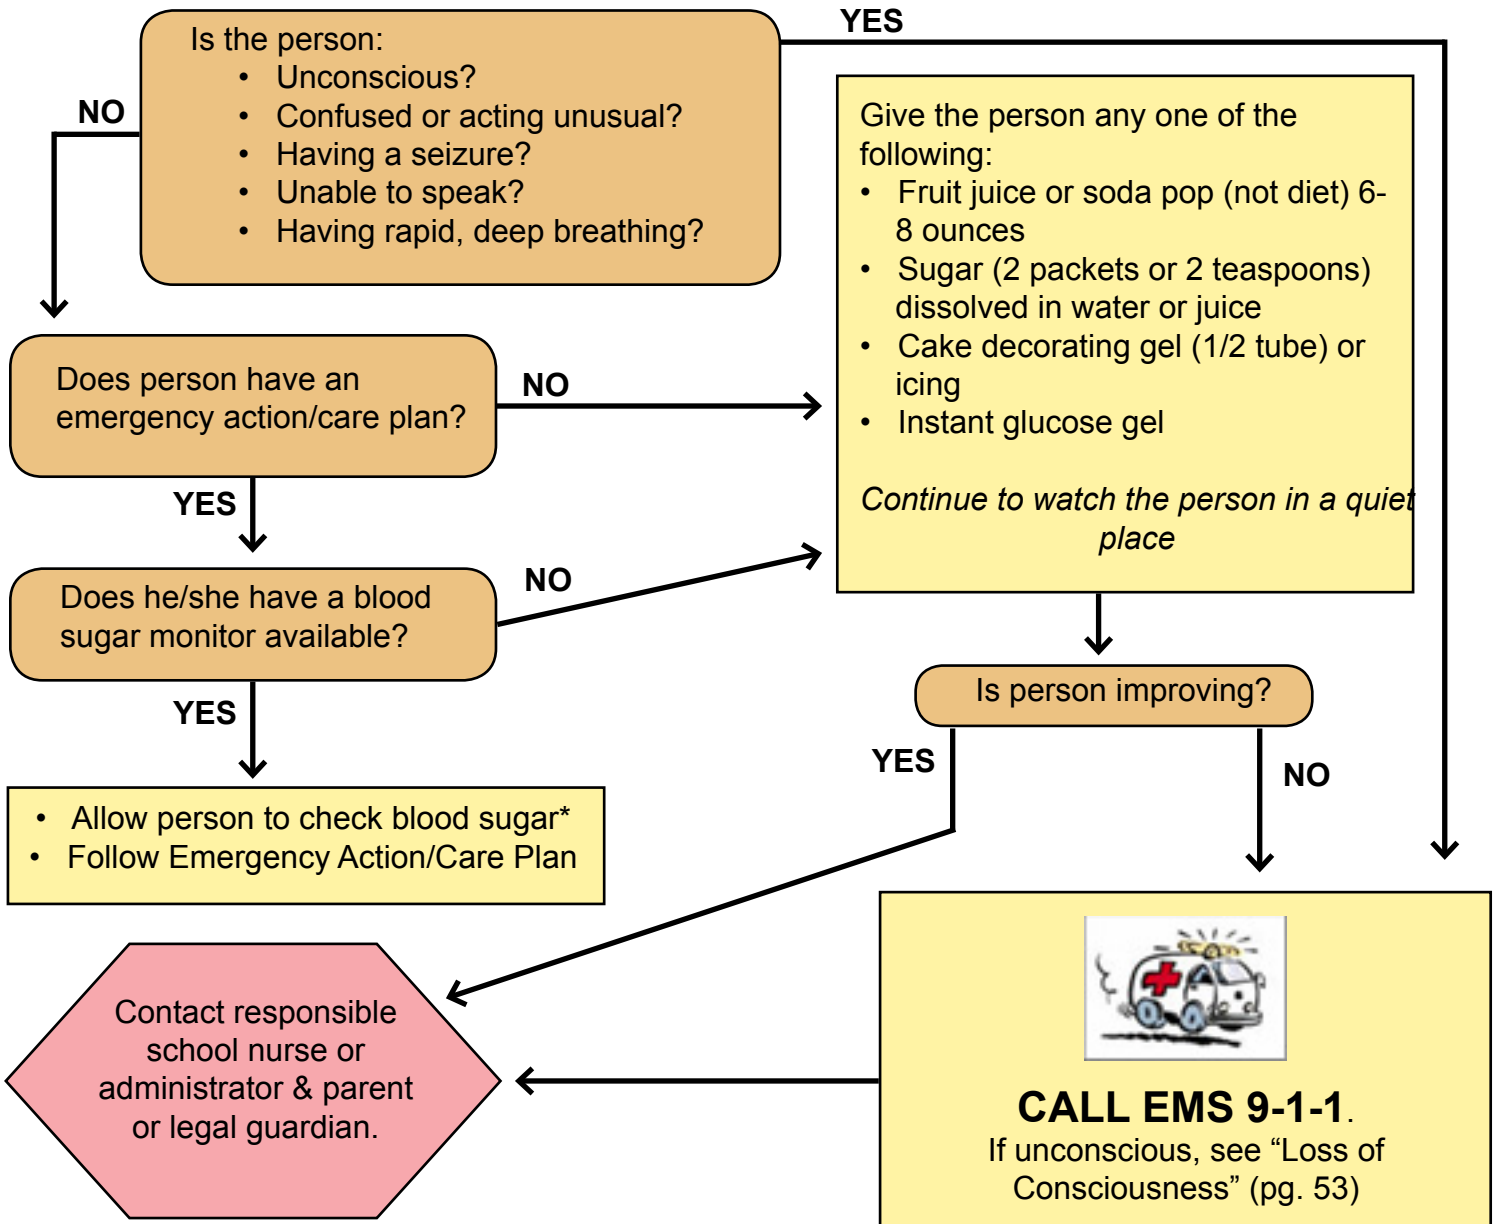 YES
Is the person:
• Unconscious?
• Confused or acting unusual?
• Having a seizure?
• Unable to speak?
• Having rapid, deep breathing?
NO
Give the person any one of the
following:
• Fruit juice or soda pop (not diet) 6-
8 ounces
• Sugar (2 packets or 2 teaspoons)
dissolved in water or juice
• Cake decorating gel (1/2 tube) or
icing
• Instant glucose gel
Continue to watch the person in a quiet
place
Does person have an
emergency action/care plan?
NO
YES
Does he/she have a blood
sugar monitor available?
NO
YES
Is person improving?
YES
NO
• Allow person to check blood sugar*
• Follow Emergency Action/Care Plan
Contact responsible
school nurse or
administrator & parent
or legal guardian.
CALL EMS 9-1-1.
If unconscious, see “Loss of
Consciousness” (pg. 53)